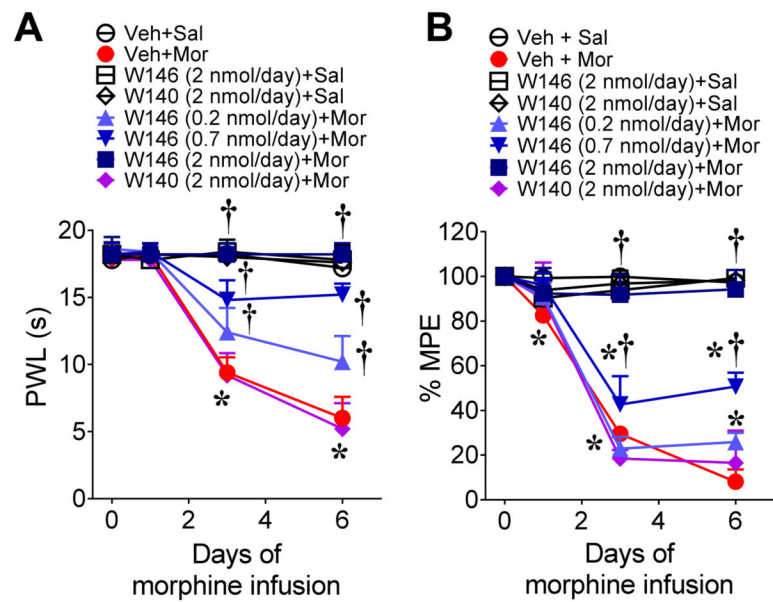 A
Veh+Sal
Veh+Mor
W146 (2 nmol/day)+Sal
W140 (2 nmol/day)+Sal
W146 (0.2 nmol/day)+Mor
W146 (0.7 nmol/day)+Mor
W146 (2 nmol/day)+Mor
W140 (2 nmol/day)+Mor
† †
20
15
10
5
0
PWL (s)
†
†
†
†
*
*
0 2 4 6
Days of
morphine infusion
B
Veh + Sal
Veh + Mor
W146 (2 nmol/day)+Sal
W140 (2 nmol/day)+Sal
W146 (0.2 nmol/day)+Mor
W146 (0.7 nmol/day)+Mor
W146 (2 nmol/day)+Mor
W140 (2 nmol/day)+Mor
120
100
80
60
40
20
0
% MPE
† †
*
*† *†
*
*
0 2 4 6
Days of
morphine infusion